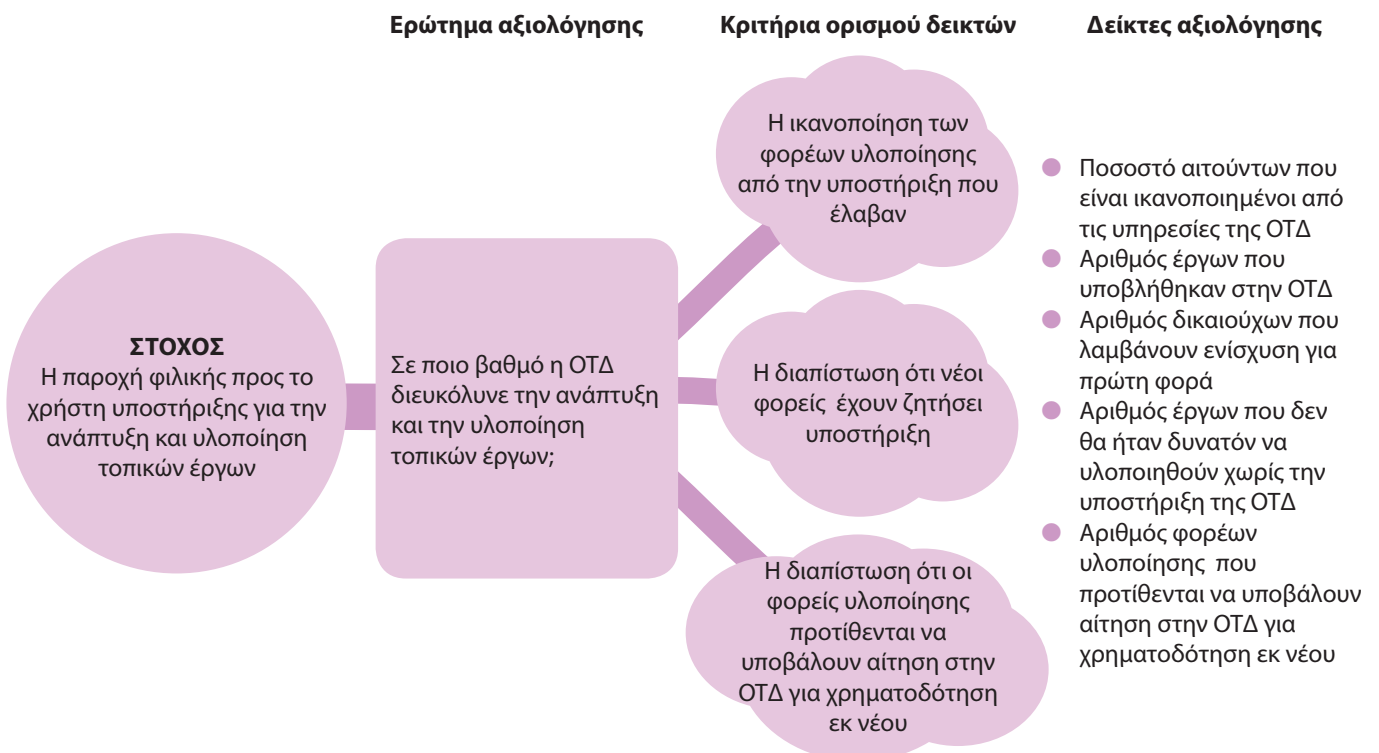 Ερώτημα αξιολόγησης
Κριτήρια ορισμού δεικτών
Δείκτες αξιολόγησης
ΣΤΟΧΟΣ
Η παροχή φιλικής προς το
χρήστη υποστήριξης για την
ανάπτυξη και υλοποίηση
τοπικών έργων
Σε ποιο βαθμό η ΟΤΔ
διευκόλυνε την ανάπτυξη
και την υλοποίηση
τοπικών έργων;
Η ικανοποίηση των
φορέων υλοποίησης
από την υποστήριξη που
έλαβαν
Η διαπίστωση ότι νέοι
φορείς έχουν ζητήσει
υποστήριξη
Η διαπίστωση ότι οι
φορείς υλοποίησης
προτίθενται να
υποβάλουν αίτηση στην
ΟΤΔ για χρηματοδότηση
εκ νέου
Ποσοστό αιτούντων που
είναι ικανοποιημένοι από
τις υπηρεσίες της ΟΤΔ
Αριθμός έργων που
υποβλήθηκαν στην ΟΤΔ
Αριθμός δικαιούχων που
λαμβάνουν ενίσχυση για
πρώτη φορά
Αριθμός έργων που δεν
θα ήταν δυνατόν να
υλοποιηθούν χωρίς την
υποστήριξη της ΟΤΔ
Αριθμός φορέων
υλοποίησης που
προτίθενται να υποβάλουν
αίτηση στην ΟΤΔ για
χρηματοδότηση εκ νέου